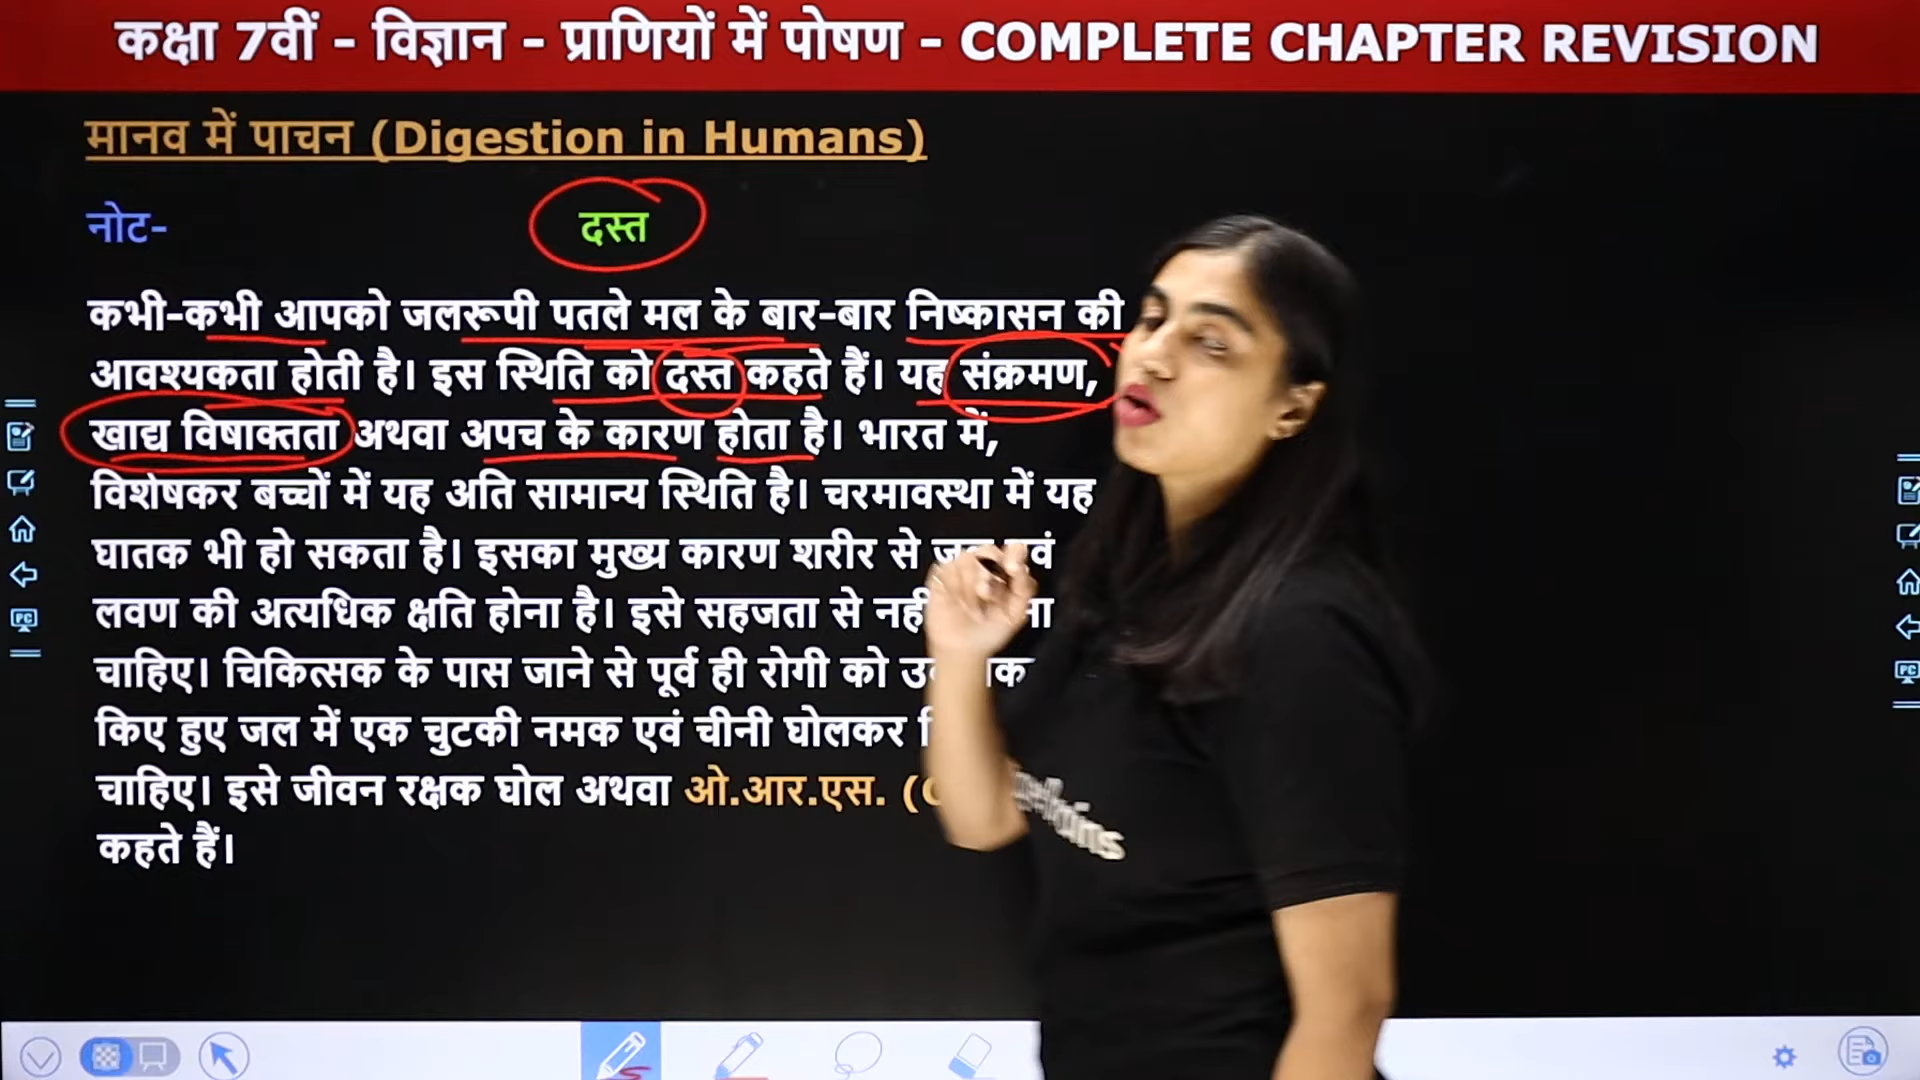 कक्षा 7वीं - विज्ञान - प्राणियों में पोषण - COMPLETE CHAPTER REVISION
मानव में पाचन (Digestion in Humans)
नोट-
दस्त
कभी-कभी आपको जलरूपी पतले मल के बार-बार निष्कासन की
आवश्यकता होती है। इस स्थिति को दस्त कहते हैं। यह संक्रमण,
खाद्य विषाक्तता अथवा अपच के कारण होता है। भारत में,
विशेषकर बच्चों में यह अति सामान्य स्थिति है। चरमावस्था में यह
घातक भी हो सकता है। इसका मुख्य कारण शरीर से
लवण की अत्यधिक क्षति होना है। इसे सहजता से
चाहिए। चिकित्सक के पास जाने से पूर्व ही रोगी को
किए हुए जल में एक चुटकी नमक एवं चीनी घोलकर
चाहिए। इसे जीवन रक्षक घोल अथवा ओ.आर.एस.
कहते हैं।
PC
PC